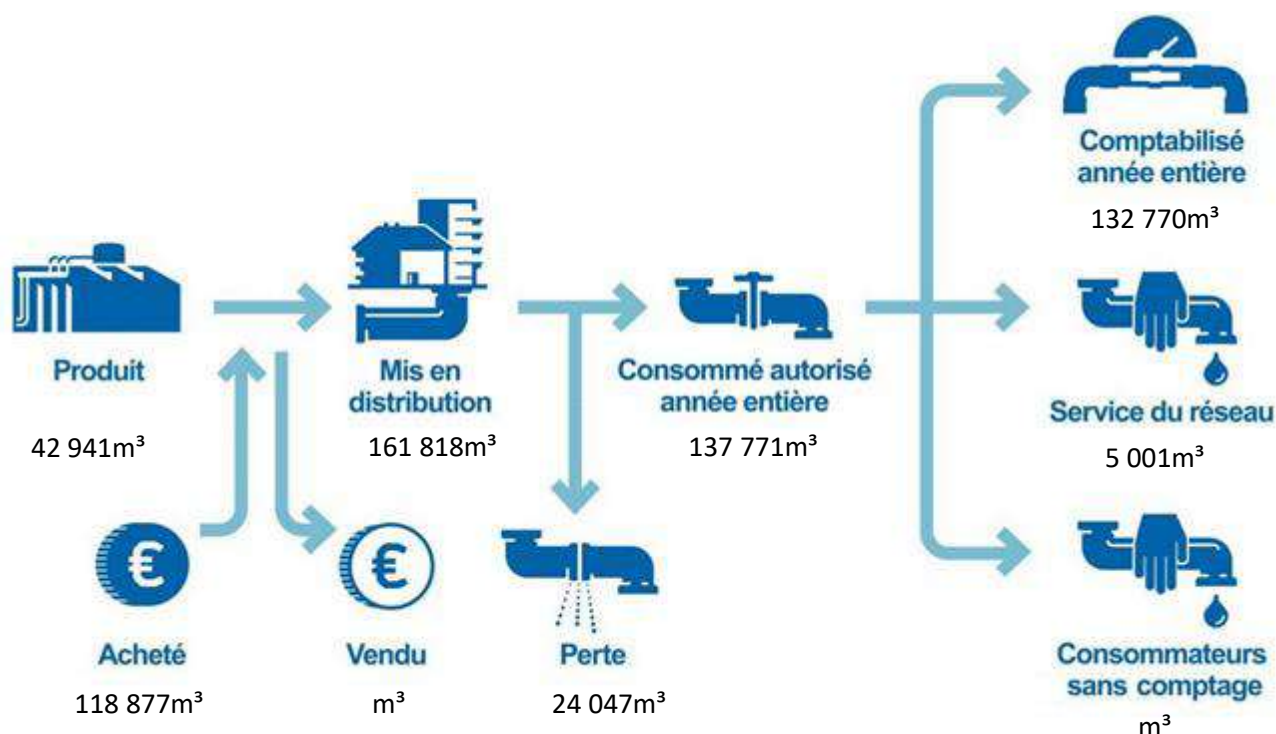 Comptabilisé
année entière
132 770m³
Produit
42 941m³
Mis en
distribution
161 818m³
Consommé autorisé
année entière
137 771m³
Service du réseau
5 001m³
€
Acheté
118 877m³
€
Vendu
m³
Perte
24 047m³
Consommateurs
sans comptage
m³